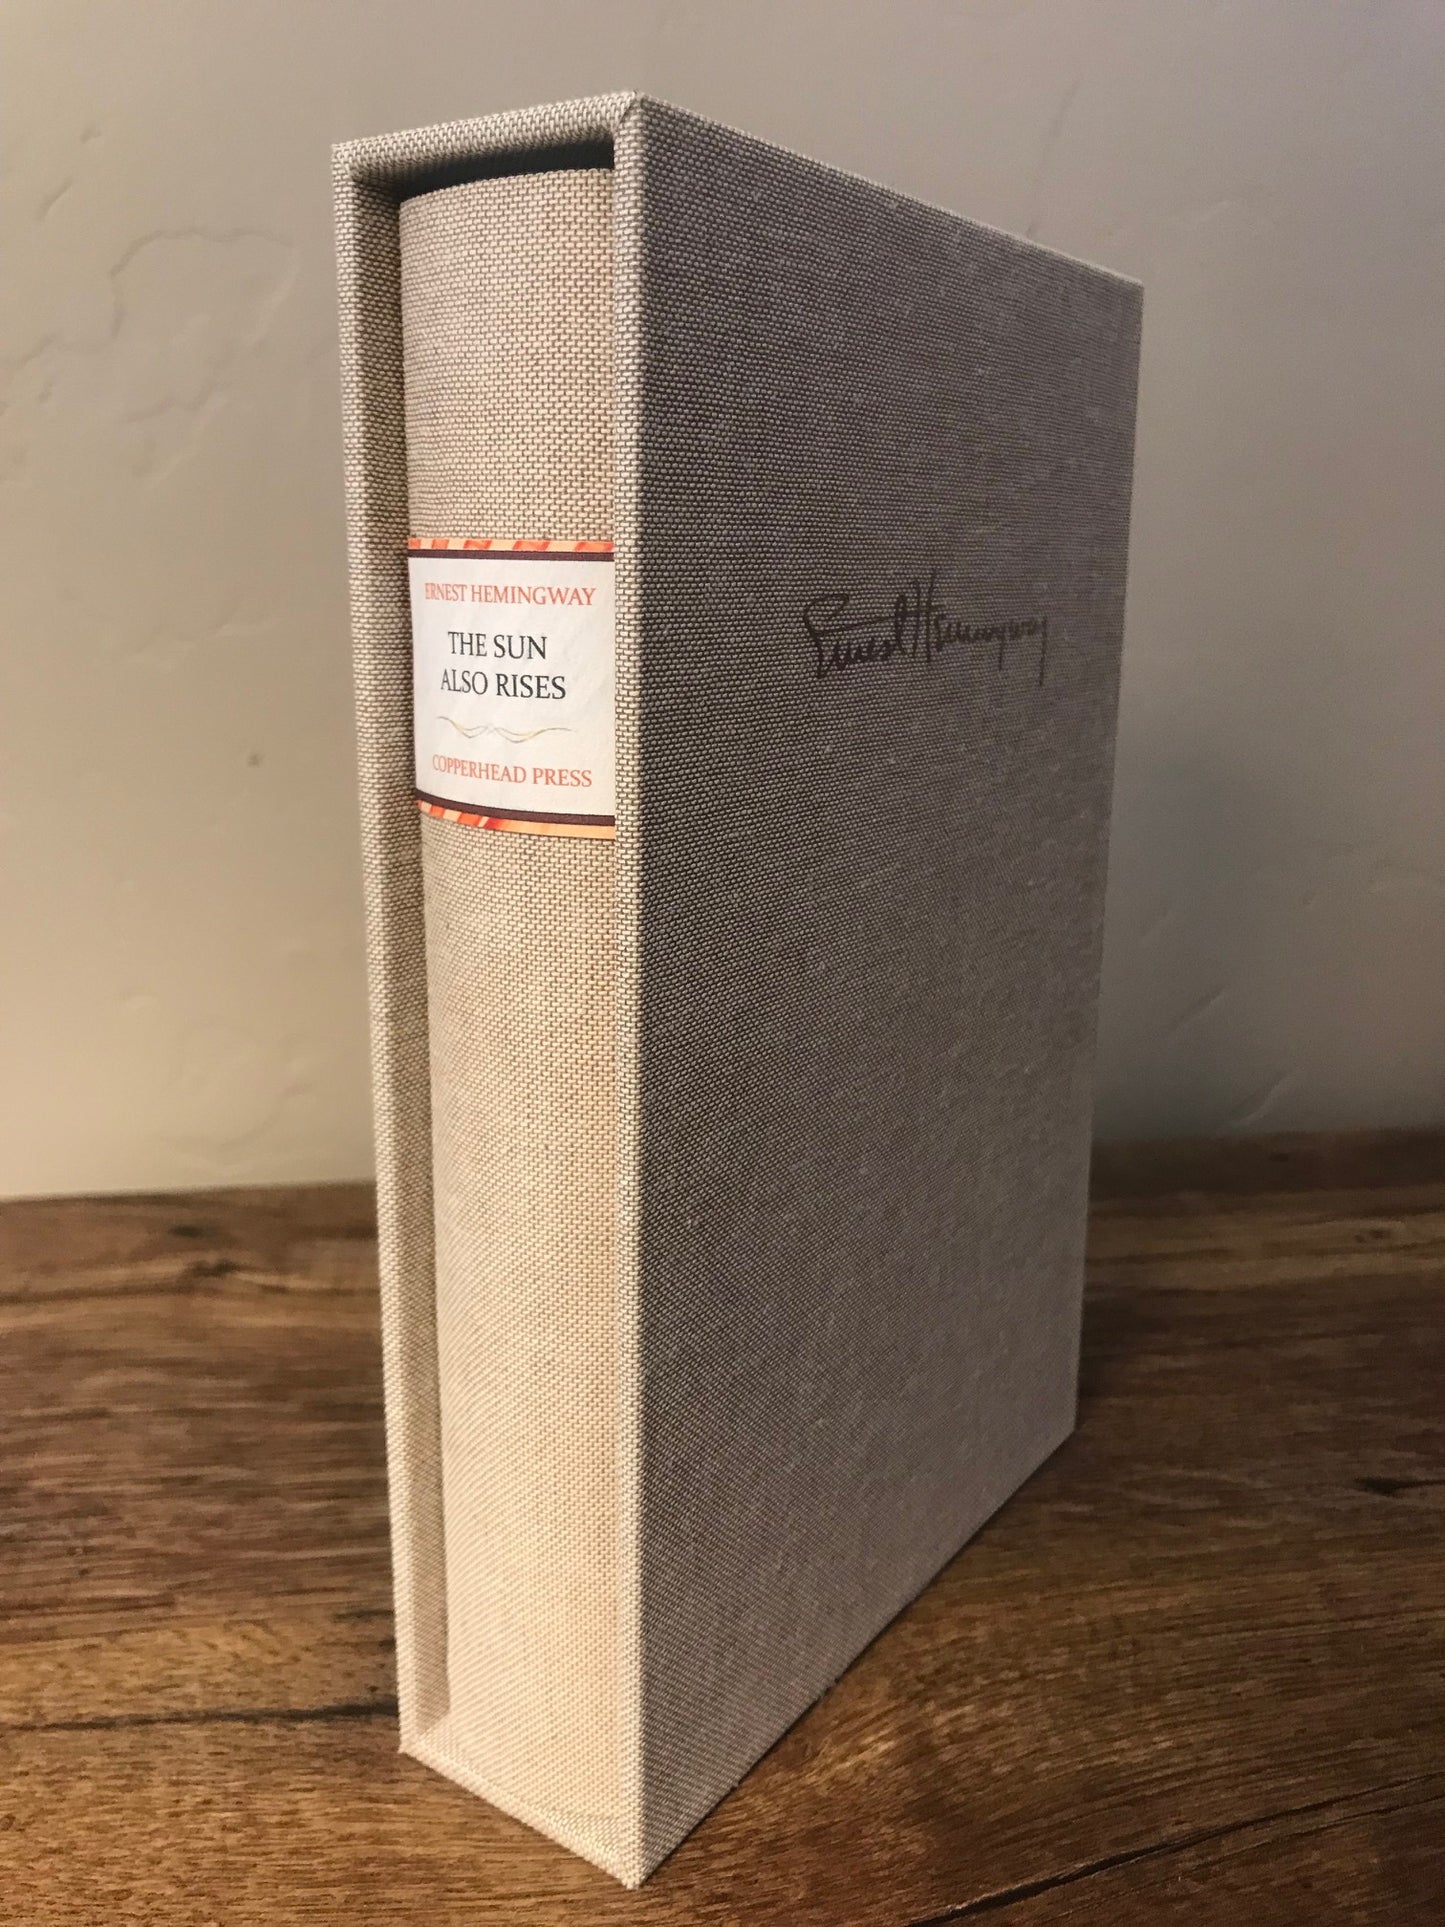 ERNEST HEMINGWAY
THE SUN
ALSO RISES
COPPERHEAD PRESS
Ernest Hemingway